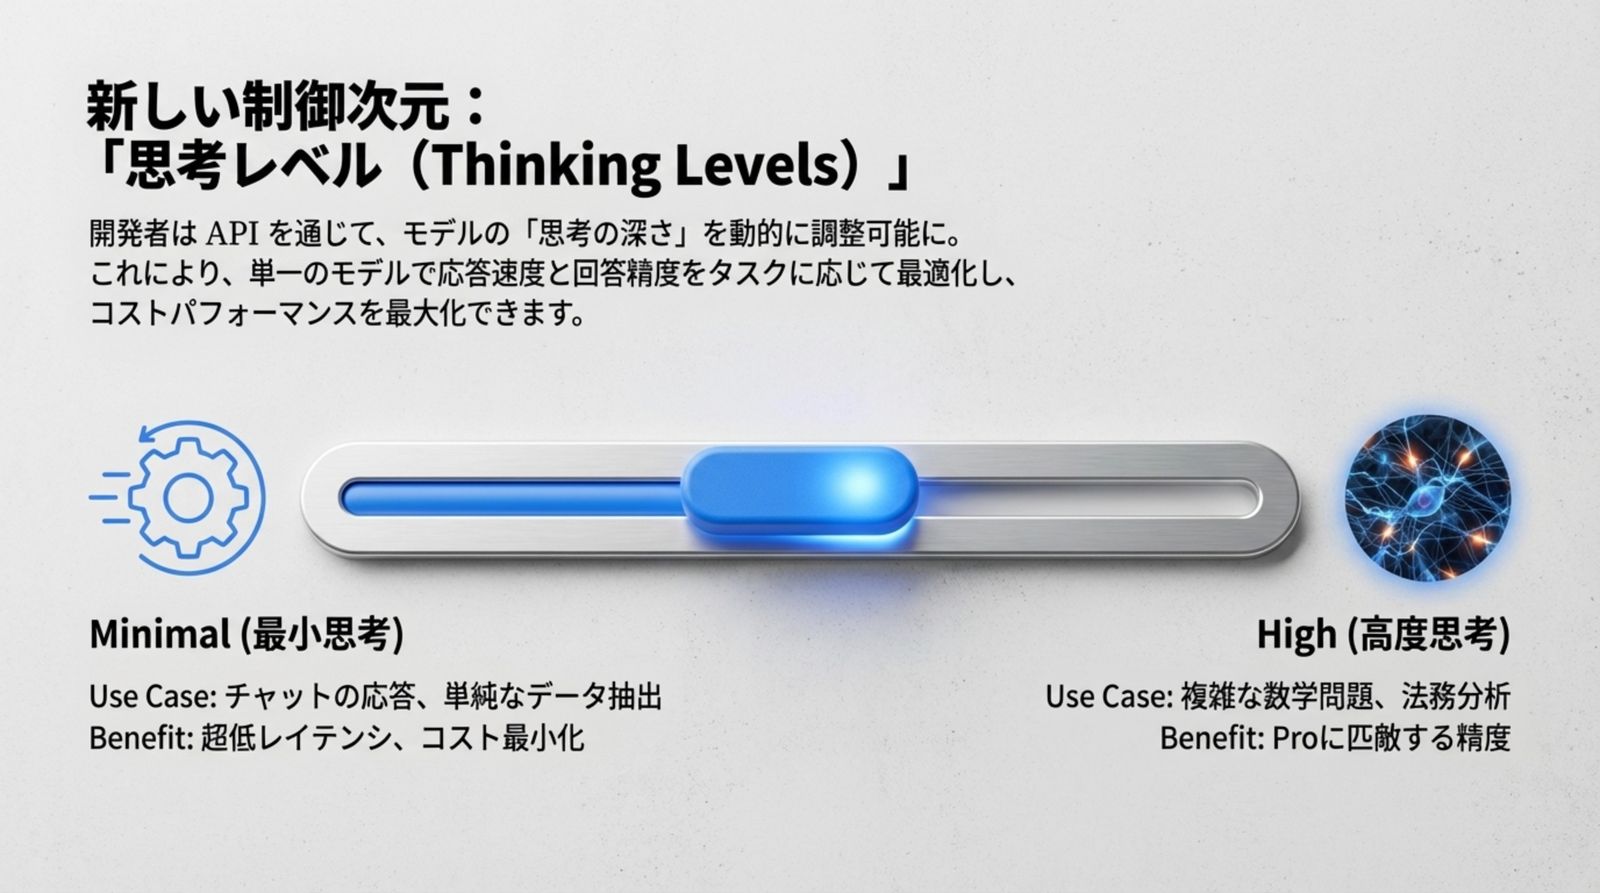 新しい制御次元：
「思考レベル（Thinking Levels）」
開発者は API を通じて、モデルの「思考の深さ」を動的に調整可能に。
これにより、単一のモデルで応答速度と回答精度をタスクに応じて最適化し、
コストパフォーマンスを最大化できます。
Minimal (最小思考)
Use Case: チャットの応答、単純なデータ抽出
Benefit: 超低レイテンシ、コスト最小化
High (高度思考)
Use Case: 複雑な数学問題、法務分析
Benefit: Proに匹敵する精度